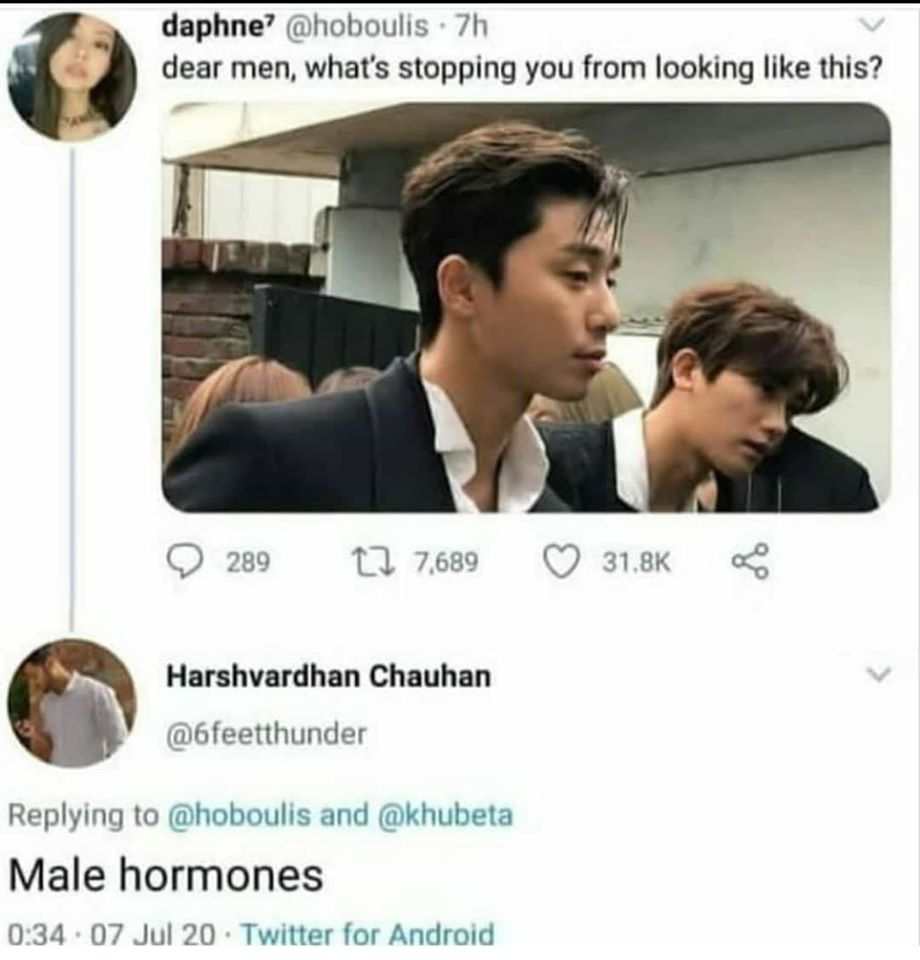 daphne⁷ @hoboulis · 7h
dear men, what's stopping you from looking like this?
289 7,689 31.8K
Harshvardhan Chauhan
@6feetthunder
Replying to @hoboulis and @khubeta
Male hormones
0:34 · 07 Jul 20 · Twitter for Android